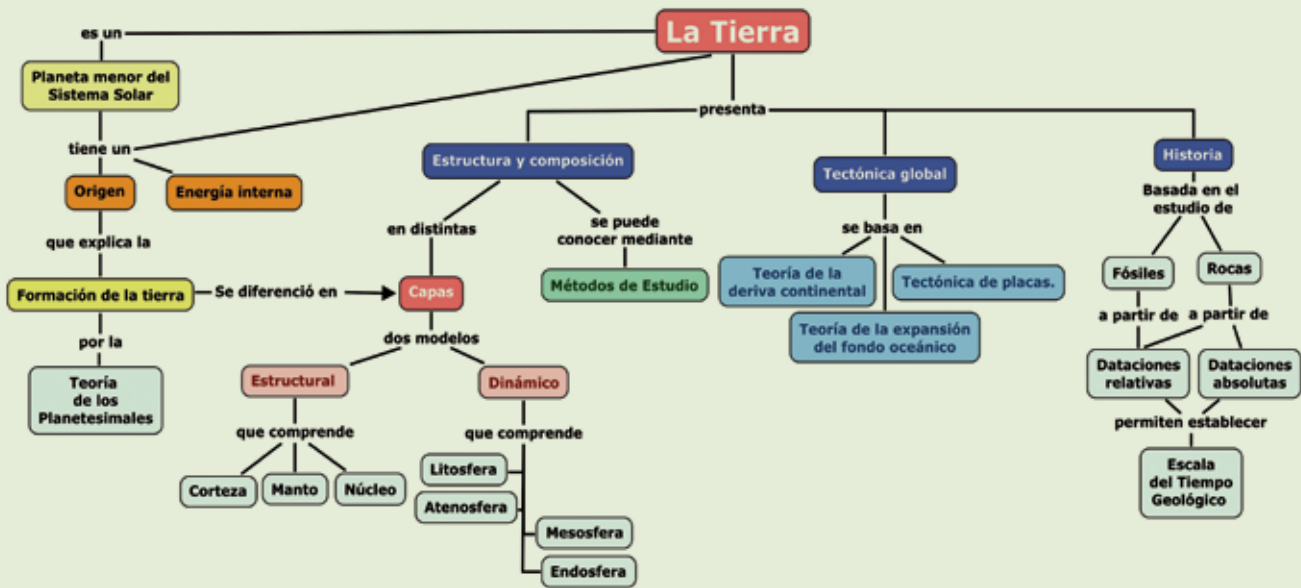 La Tierra
es un
Planeta menor del
Sistema Solar
tiene un
Origen
Energía interna
que explica la
Formación de la tierra
Se diferenció en
por la
Teoría
de los
Planetesimales
presenta
Estructura y composición
en distintas
Capas
se puede
conocer mediante
Métodos de Estudio
dos modelos
Estructural
que comprende
Corteza
Manto
Núcleo
Dinámico
que comprende
Litosfera
Atenosfera
Mesosfera
Endosfera
Tectónica global
se basa en
Teoría de la
deriva continental
Tectónica de placas.
Teoría de la expansión
del fondo oceánico
Historia
Basada en el
estudio de
Fósiles
Rocas
a partir de
a partir de
Dataciones
relativas
Dataciones
absolutas
permiten establecer
Escala
del Tiempo
Geológico